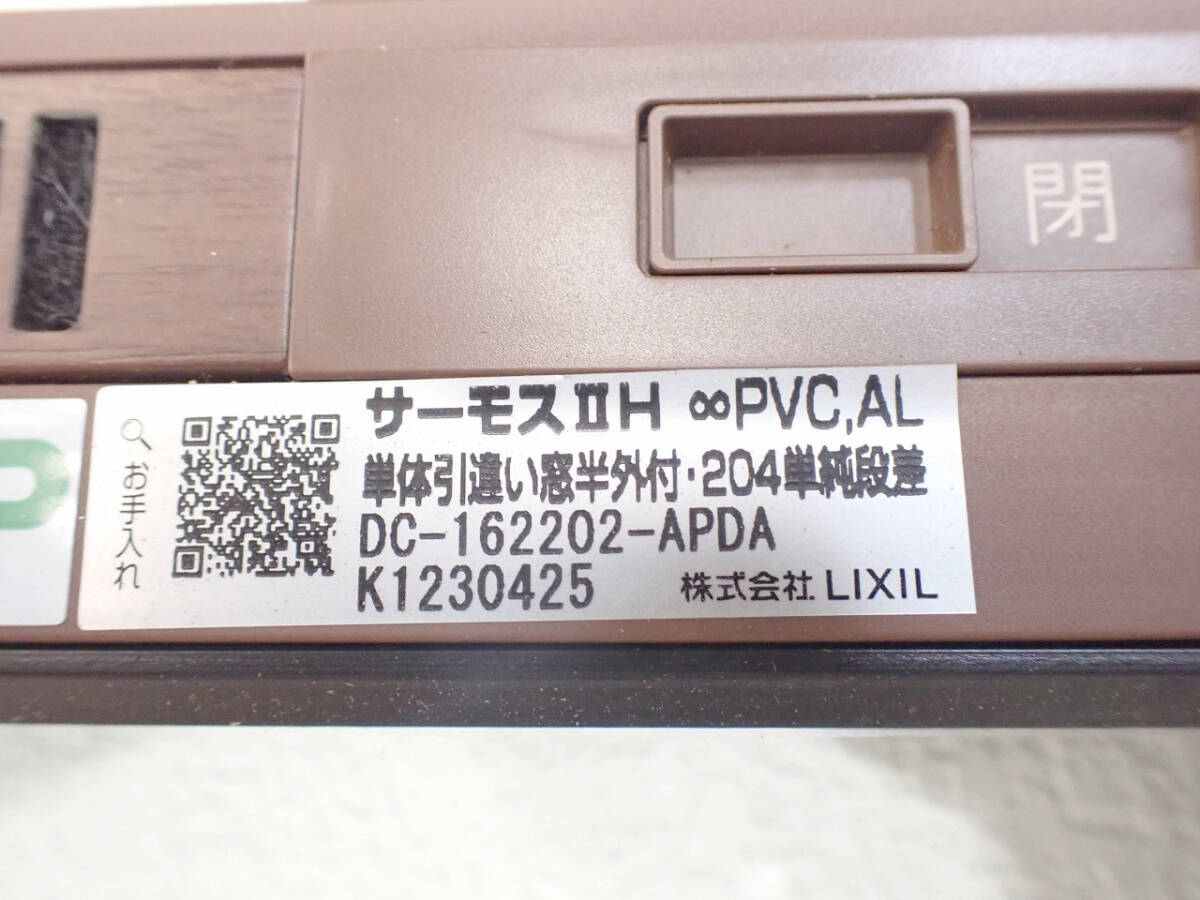 閉
サーモスⅡH ∞PVC,AL
単体引違い窓半外付・204単純段差
DC-162202-APDA
K1230425 株式会社 LIXIL
お手入れ